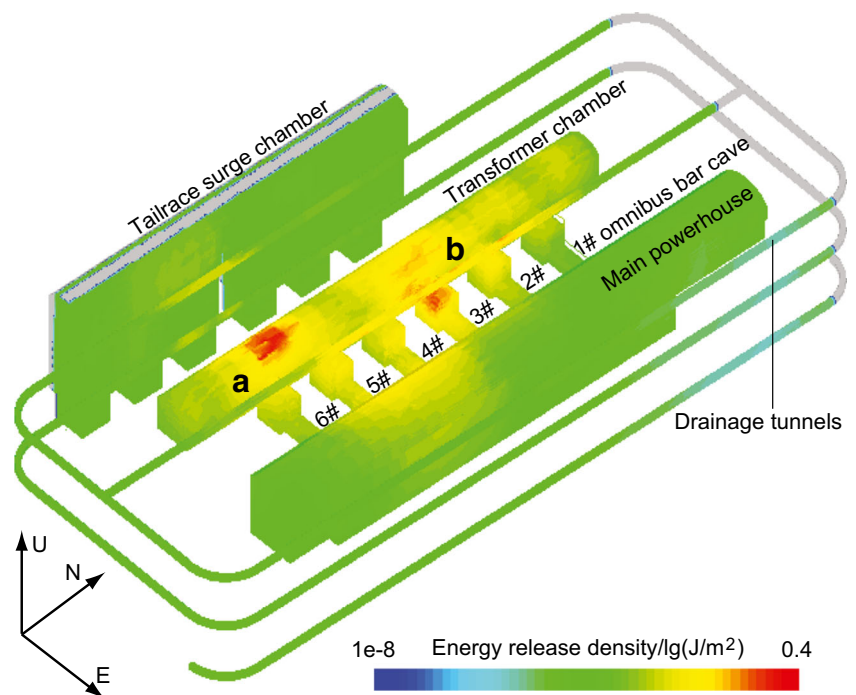 Tailrace surge chamber
Transformer chamber
1# omnibus bar cave
Main powerhouse
b
2#
3#
4#
a
5#
6#
Drainage tunnels
U
N
E
1e-8 Energy release density/lg(J/m²) 0.4